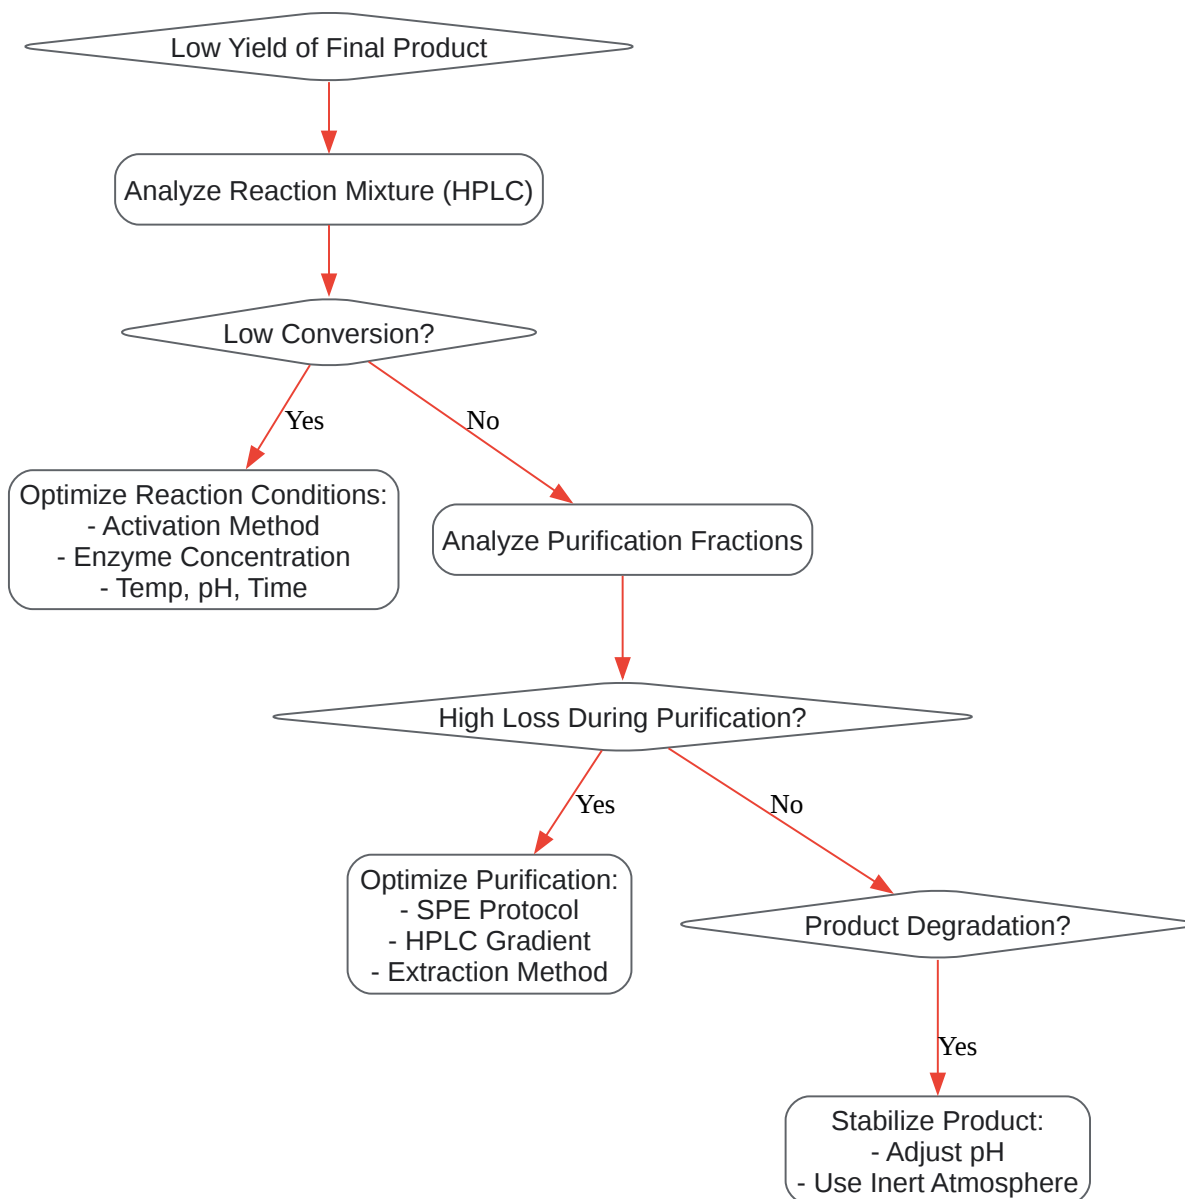 Low Yield of Final Product
Analyze Reaction Mixture (HPLC)
Low Conversion?
Yes
No
Optimize Reaction Conditions:
- Activation Method
- Enzyme Concentration
- Temp, pH, Time
Analyze Purification Fractions
High Loss During Purification?
Yes
No
Optimize Purification:
- SPE Protocol
- HPLC Gradient
- Extraction Method
Product Degradation?
Yes
Stabilize Product:
- Adjust pH
- Use Inert Atmosphere